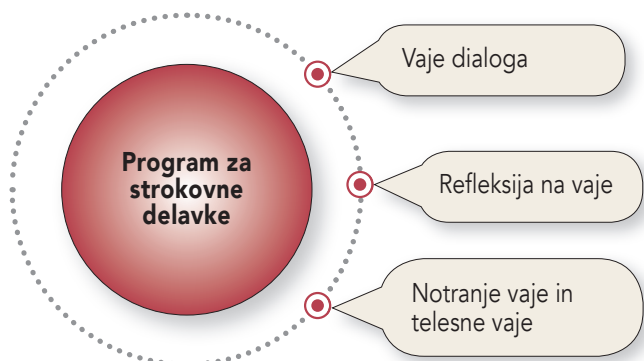 Program za
strokovne
delavke
Vaje dialoga
Refleksija na vaje
Notranje vaje in
telesne vaje